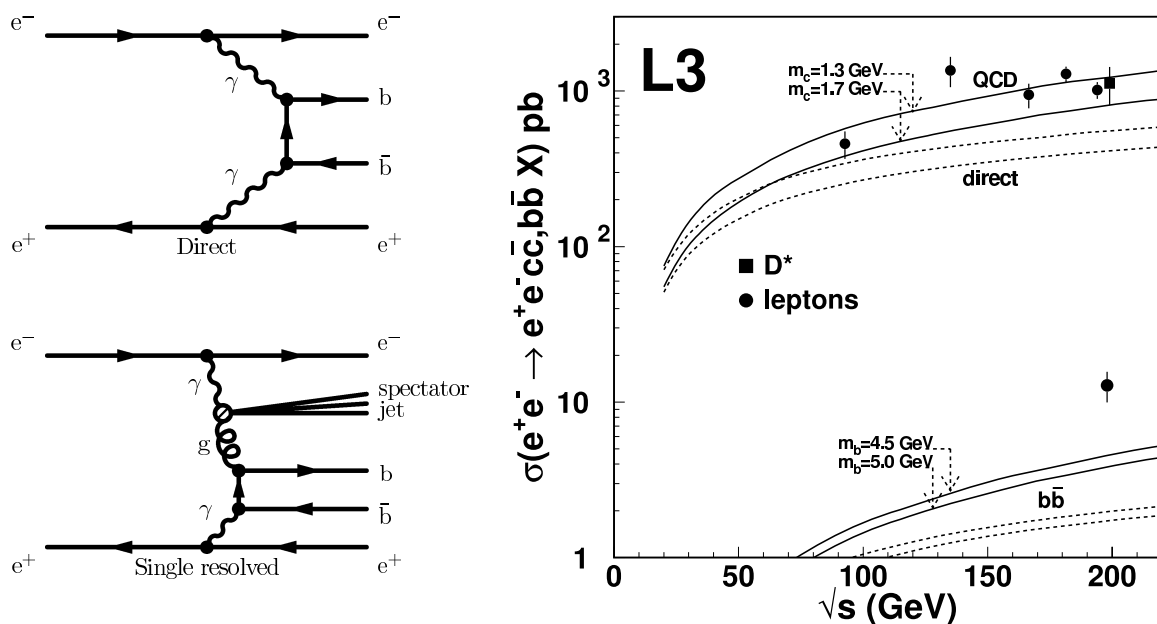 e⁻ e⁻
γ
b
γ
b̄
e⁺ e⁺
Direct
e⁻ e⁻
γ
spectator
jet
g
b
γ
b̄
e⁺ e⁺
Single resolved
σ(e⁺e⁻ → e⁺e⁻cc̄,bb̄ X) pb
L3
m_c=1.3 GeV
m_c=1.7 GeV
QCD
direct
■ D*
● leptons
m_b=4.5 GeV
m_b=5.0 GeV
bb̄
10³
10²
10
1
0 50 100 150 200
√s (GeV)